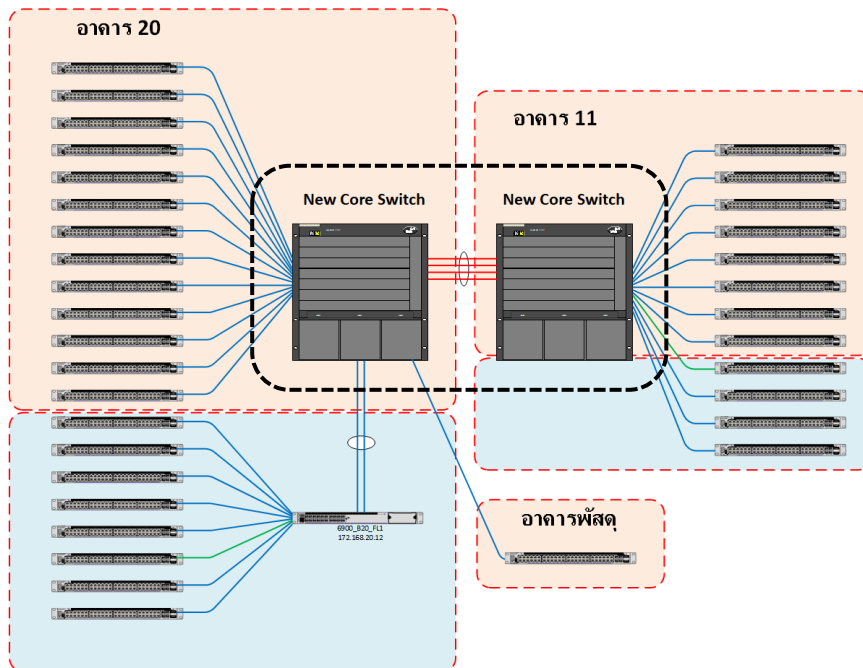 อาคาร 20
อาคาร 11
New Core Switch
New Core Switch
อาคารพัสดุ
6900_B20_FL1
172.168.20.12